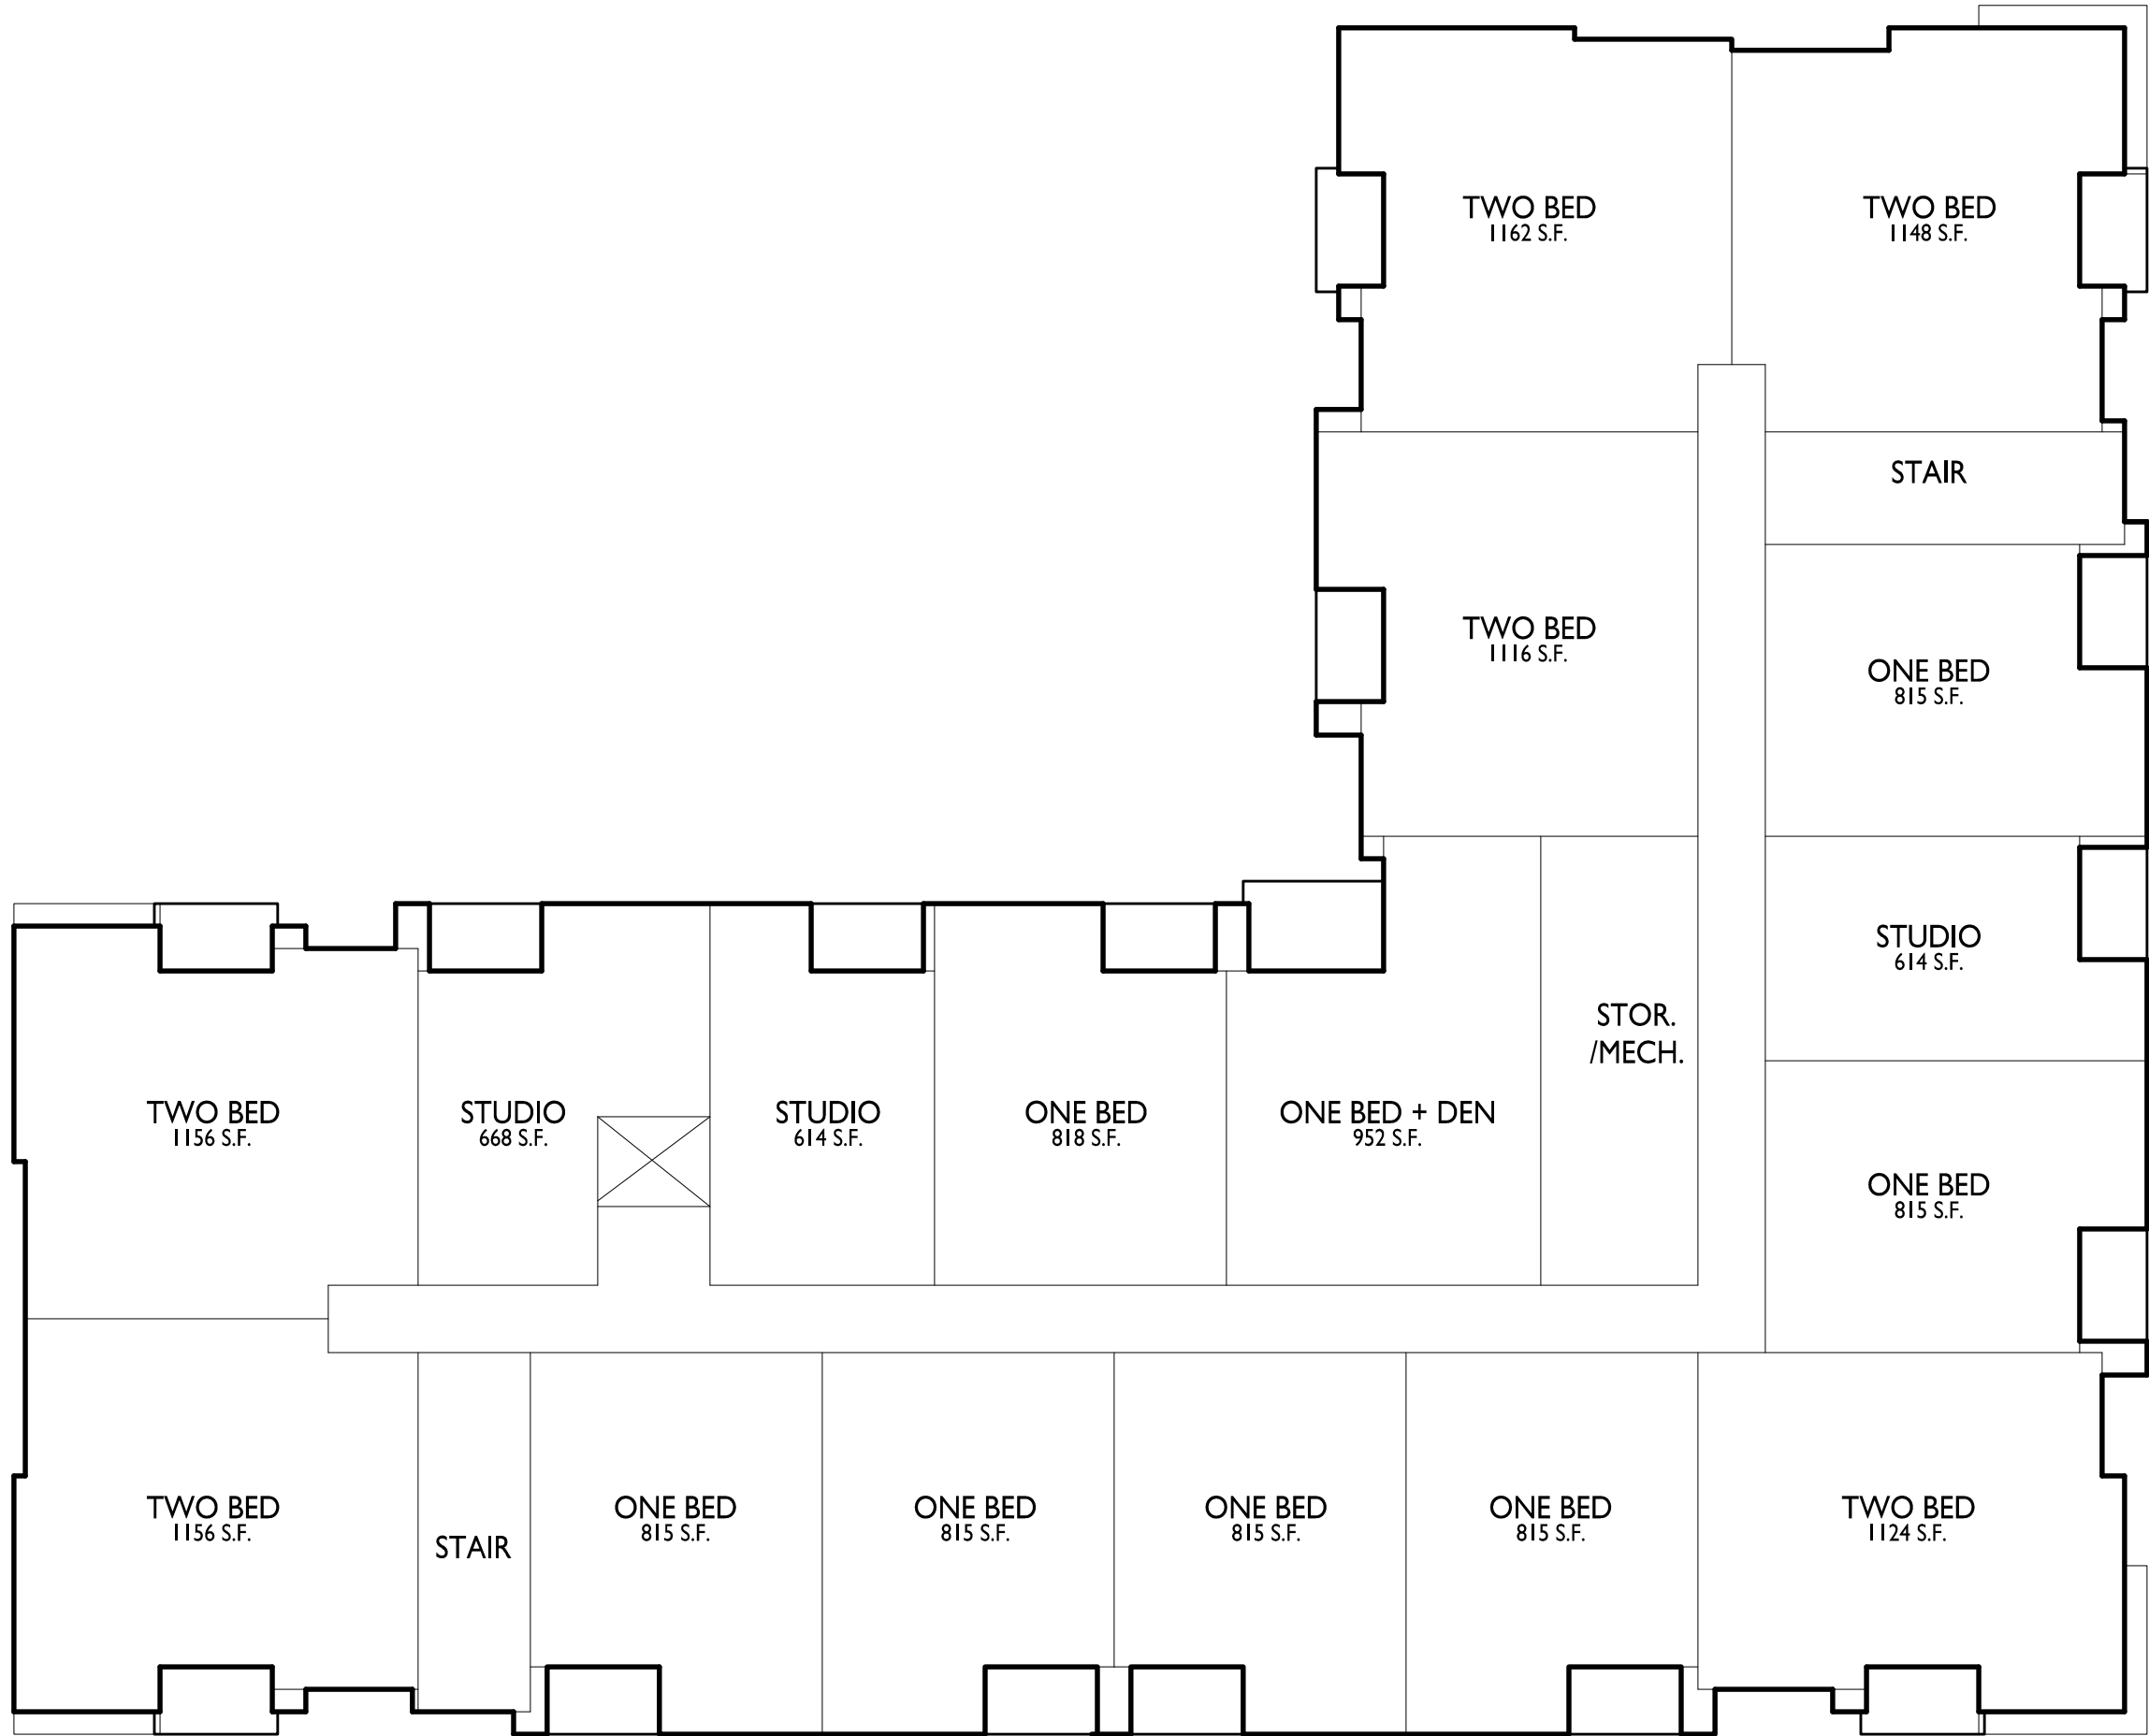 TWO BED
1162 S.F.
TWO BED
1148 S.F.
STAIR
TWO BED
1116 S.F.
ONE BED
815 S.F.
STUDIO
614 S.F.
STOR.
/MECH.
TWO BED
1156 S.F.
STUDIO
668 S.F.
STUDIO
614 S.F.
ONE BED
818 S.F.
ONE BED + DEN
952 S.F.
ONE BED
815 S.F.
TWO BED
1156 S.F.
STAIR
ONE BED
815 S.F.
ONE BED
815 S.F.
ONE BED
815 S.F.
ONE BED
815 S.F.
TWO BED
1124 S.F.